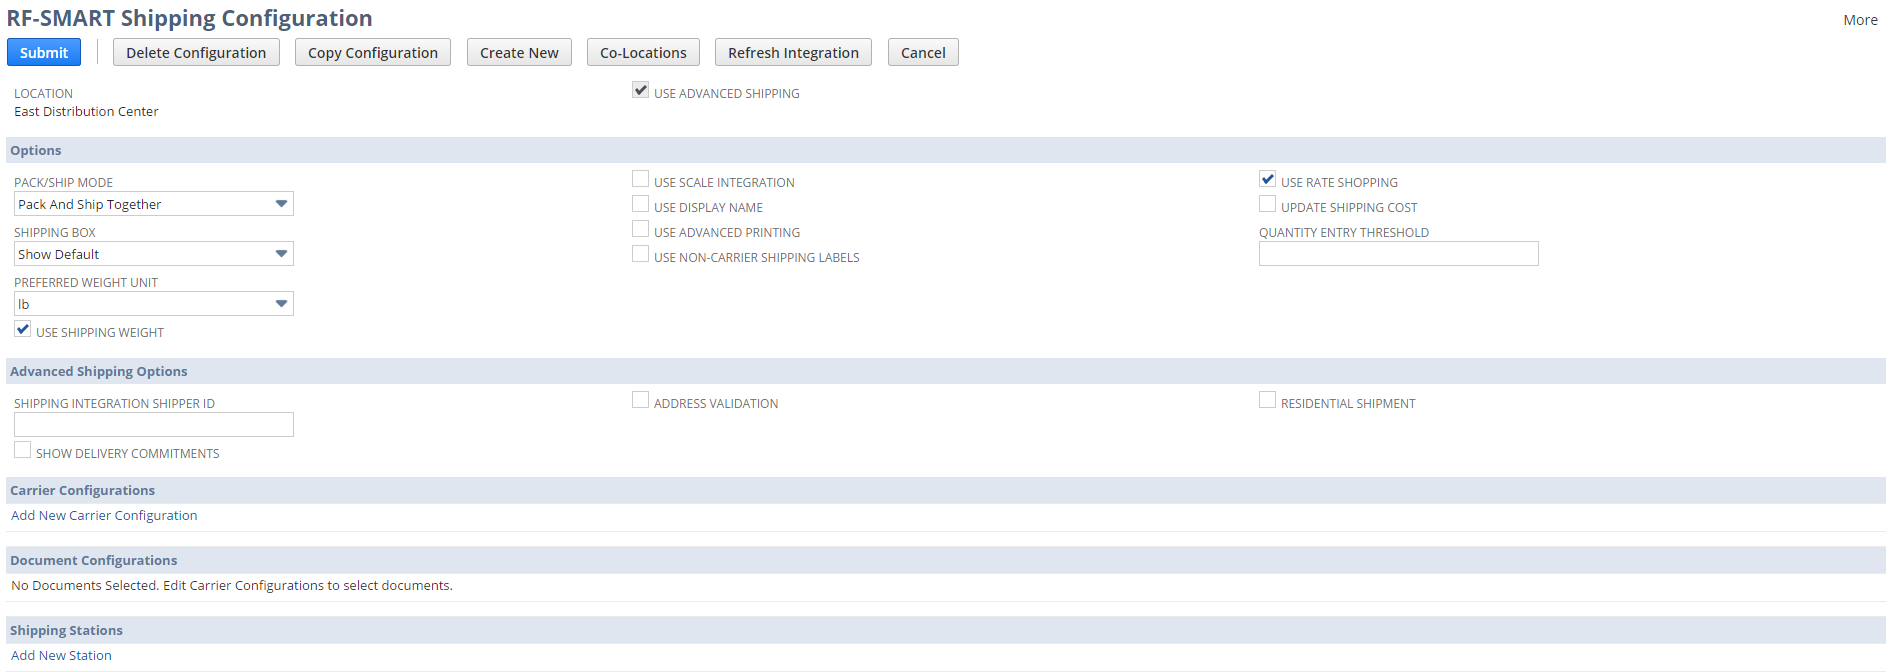 RF-SMART Shipping Configuration
More
Submit
Delete Configuration
Copy Configuration
Create New
Co-Locations
Refresh Integration
Cancel
LOCATION
East Distribution Center
USE ADVANCED SHIPPING
Options
PACK/SHIP MODE
Pack And Ship Together
SHIPPING BOX
Show Default
PREFERRED WEIGHT UNIT
lb
USE SHIPPING WEIGHT
USE SCALE INTEGRATION
USE DISPLAY NAME
USE ADVANCED PRINTING
USE NON-CARRIER SHIPPING LABELS
USE RATE SHOPPING
UPDATE SHIPPING COST
QUANTITY ENTRY THRESHOLD
Advanced Shipping Options
SHIPPING INTEGRATION SHIPPER ID
SHOW DELIVERY COMMITMENTS
ADDRESS VALIDATION
RESIDENTIAL SHIPMENT
Carrier Configurations
Add New Carrier Configuration
Document Configurations
No Documents Selected. Edit Carrier Configurations to select documents.
Shipping Stations
Add New Station